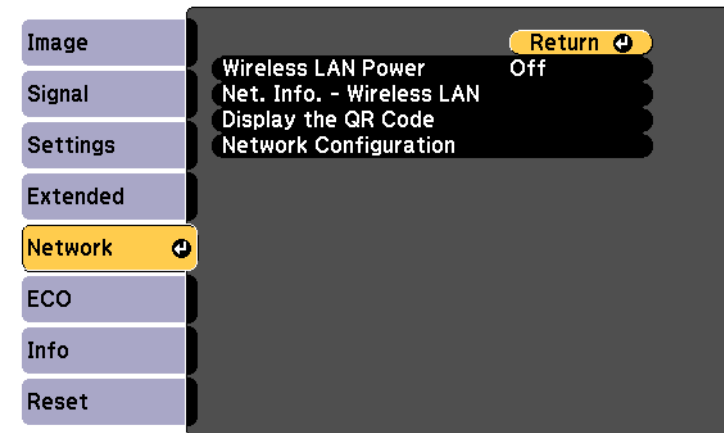 Image
Signal
Settings
Extended
Network
ECO
Info
Reset
Return
Wireless LAN Power Off
Net. Info. - Wireless LAN
Display the QR Code
Network Configuration